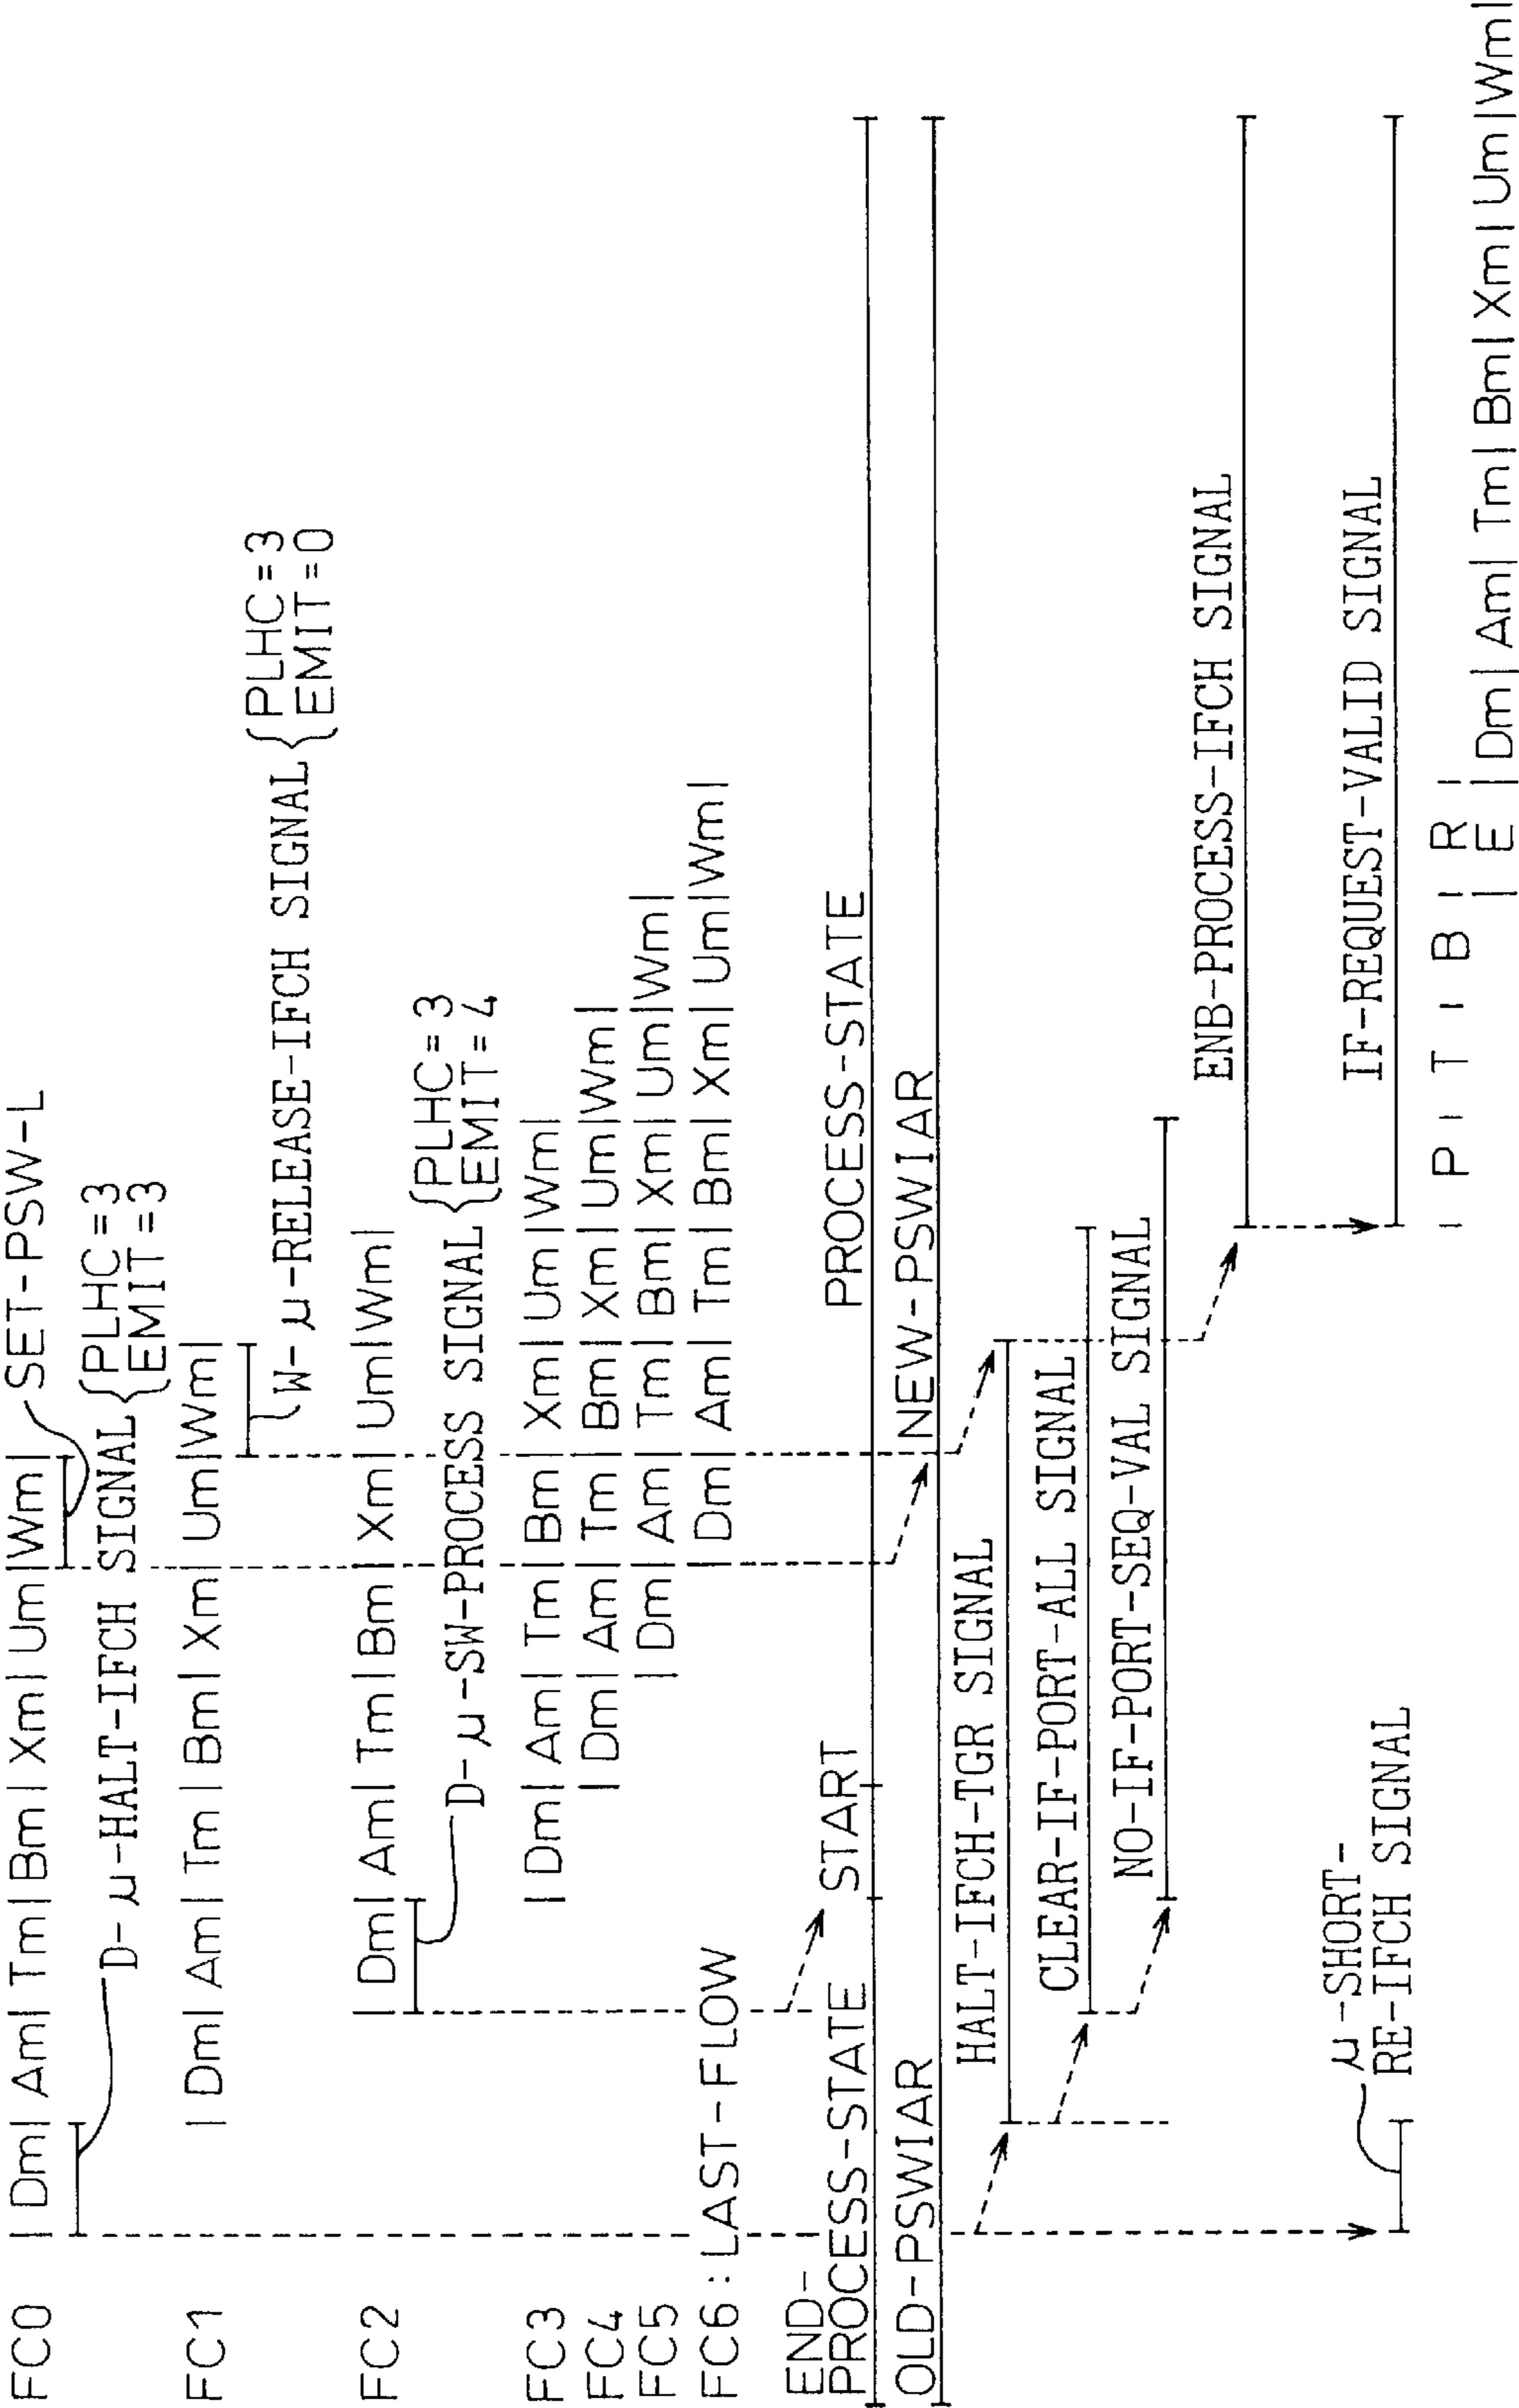 FC0 | Dm | Am | Tm | Bm | Xm | Um | Wm | SET-PSW-L
D-μ-HALT-IFCH SIGNAL { PLHC=3
EMIT=3
FC1 | Dm | Am | Tm | Bm | Xm | Um | Wm |
W-μ-RELEASE-IFCH SIGNAL { PLHC=3
EMIT=0
FC2 | Dm | Am | Tm | Bm | Xm | Um | Wm |
D-μ-SW-PROCESS SIGNAL { PLHC=3
EMIT=4
FC3 | Dm | Am | Tm | Bm | Xm | Um | Wm |
FC4 | Dm | Am | Tm | Bm | Xm | Um | Wm |
FC5 | Dm | Am | Tm | Bm | Xm | Um | Wm |
FC6 : LAST-FLOW | Dm | Am | Tm | Bm | Xm | Um | Wm |
END-
PROCESS-STATE START PROCESS-STATE
OLD-PSWIAR NEW-PSWIAR
HALT-IFCH-TGR SIGNAL
CLEAR-IF-PORT-ALL SIGNAL
NO-IF-PORT-SEQ-VAL SIGNAL
ENB-PROCESS-IFCH SIGNAL
μ-SHORT-
RE-IFCH SIGNAL
IF-REQUEST-VALID SIGNAL
| P | T | B | R |
| E | Dm | Am | Tm | Bm | Xm | Um | Wm |